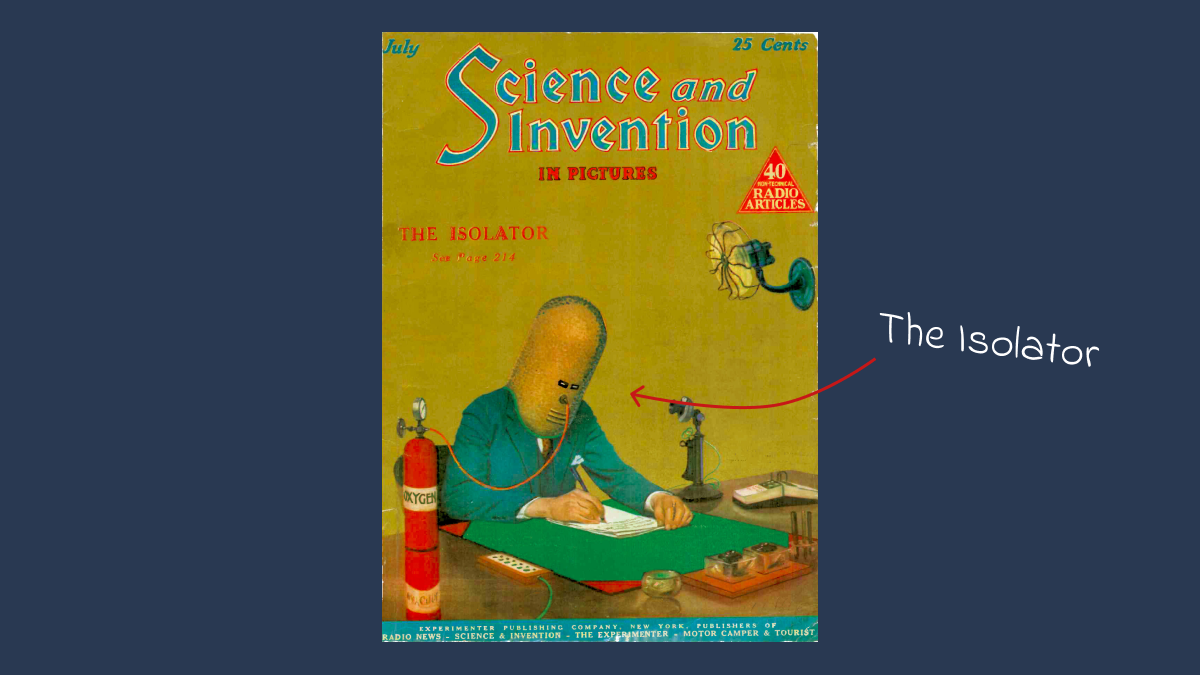 July
25 Cents
Science and
Invention
IN PICTURES
40
NON-TECHNICAL
RADIO
ARTICLES
THE ISOLATOR
See Page 214
The Isolator
OXYGEN
EXPERIMENTER PUBLISHING COMPANY, NEW YORK, PUBLISHERS OF
RADIO NEWS - SCIENCE & INVENTION - THE EXPERIMENTER - MOTOR CAMPER & TOURIST